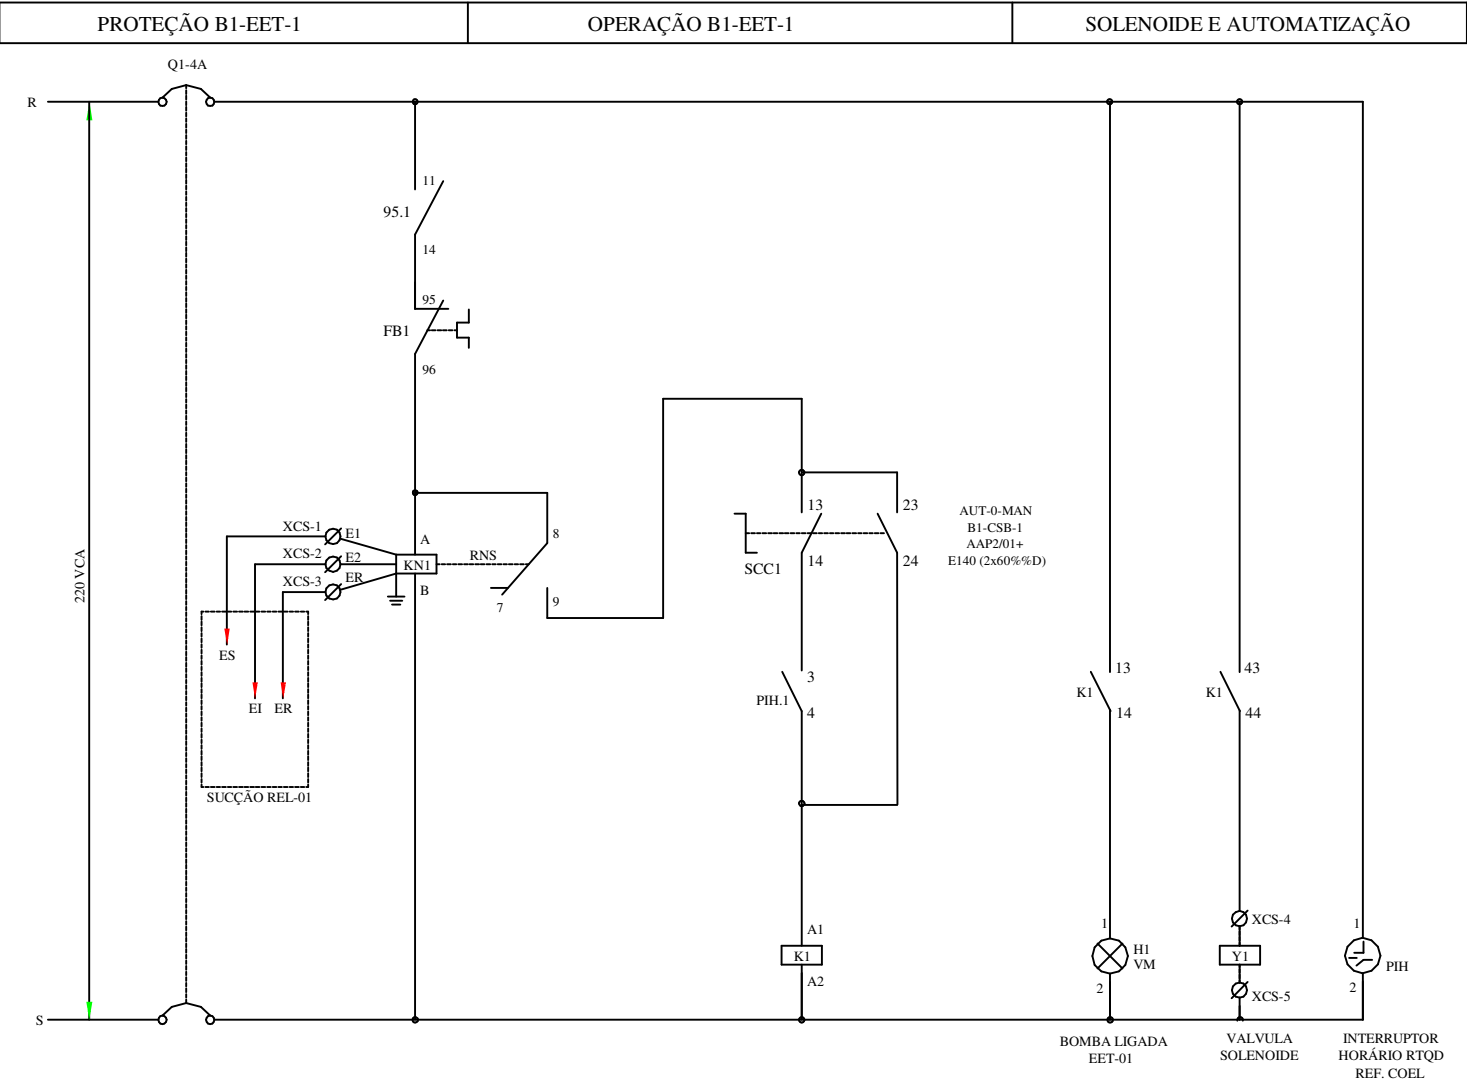 PROTEÇÃO B1-EET-1
OPERAÇÃO B1-EET-1
SOLENOIDE E AUTOMATIZAÇÃO
Q1-4A
R
11
95.1
14
95
FB1
96
220 VCA
XCS-1
E1
XCS-2
E2
XCS-3
ER
A
KN1
B
RNS
8
7
9
ES
EI
ER
SUCÇÃO REL-01
13
23
14
24
SCC1
AUT-0-MAN
B1-CSB-1
AAP2/01+
E140 (2x60%%D)
3
PIH.1
4
13
K1
14
43
K1
44
A1
K1
A2
1
H1
VM
2
XCS-4
Y1
XCS-5
1
PIH
2
S
BOMBA LIGADA
EET-01
VALVULA
SOLENOIDE
INTERRUPTOR
HORÁRIO RTQD
REF. COEL